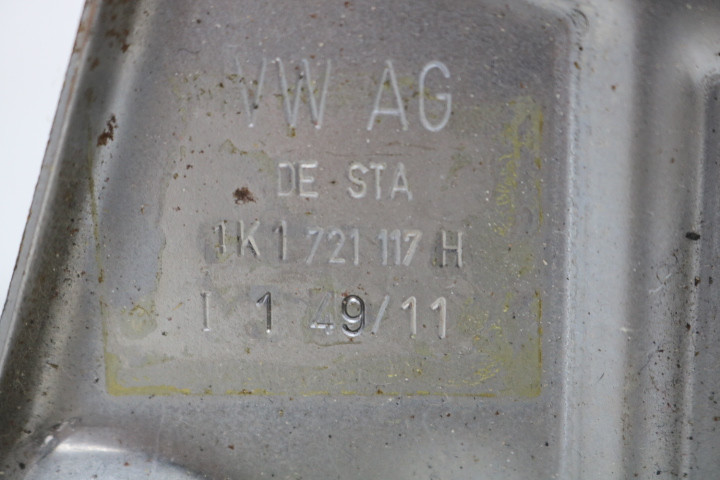 VW AG
DE STA
1K1 721 117 H
I 1 49/11